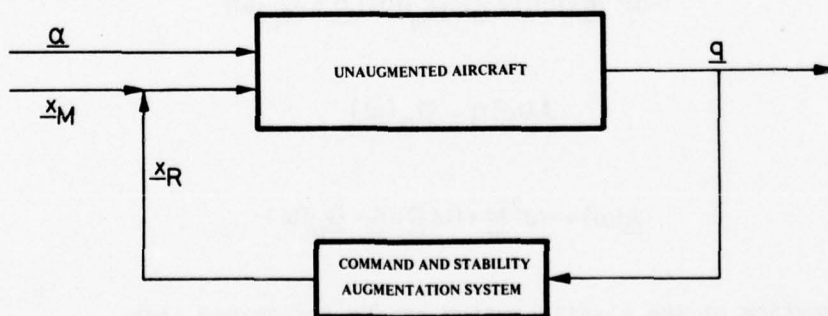 α
UNAUGMENTED AIRCRAFT
q
x_M
x_R
COMMAND AND STABILITY
AUGMENTATION SYSTEM